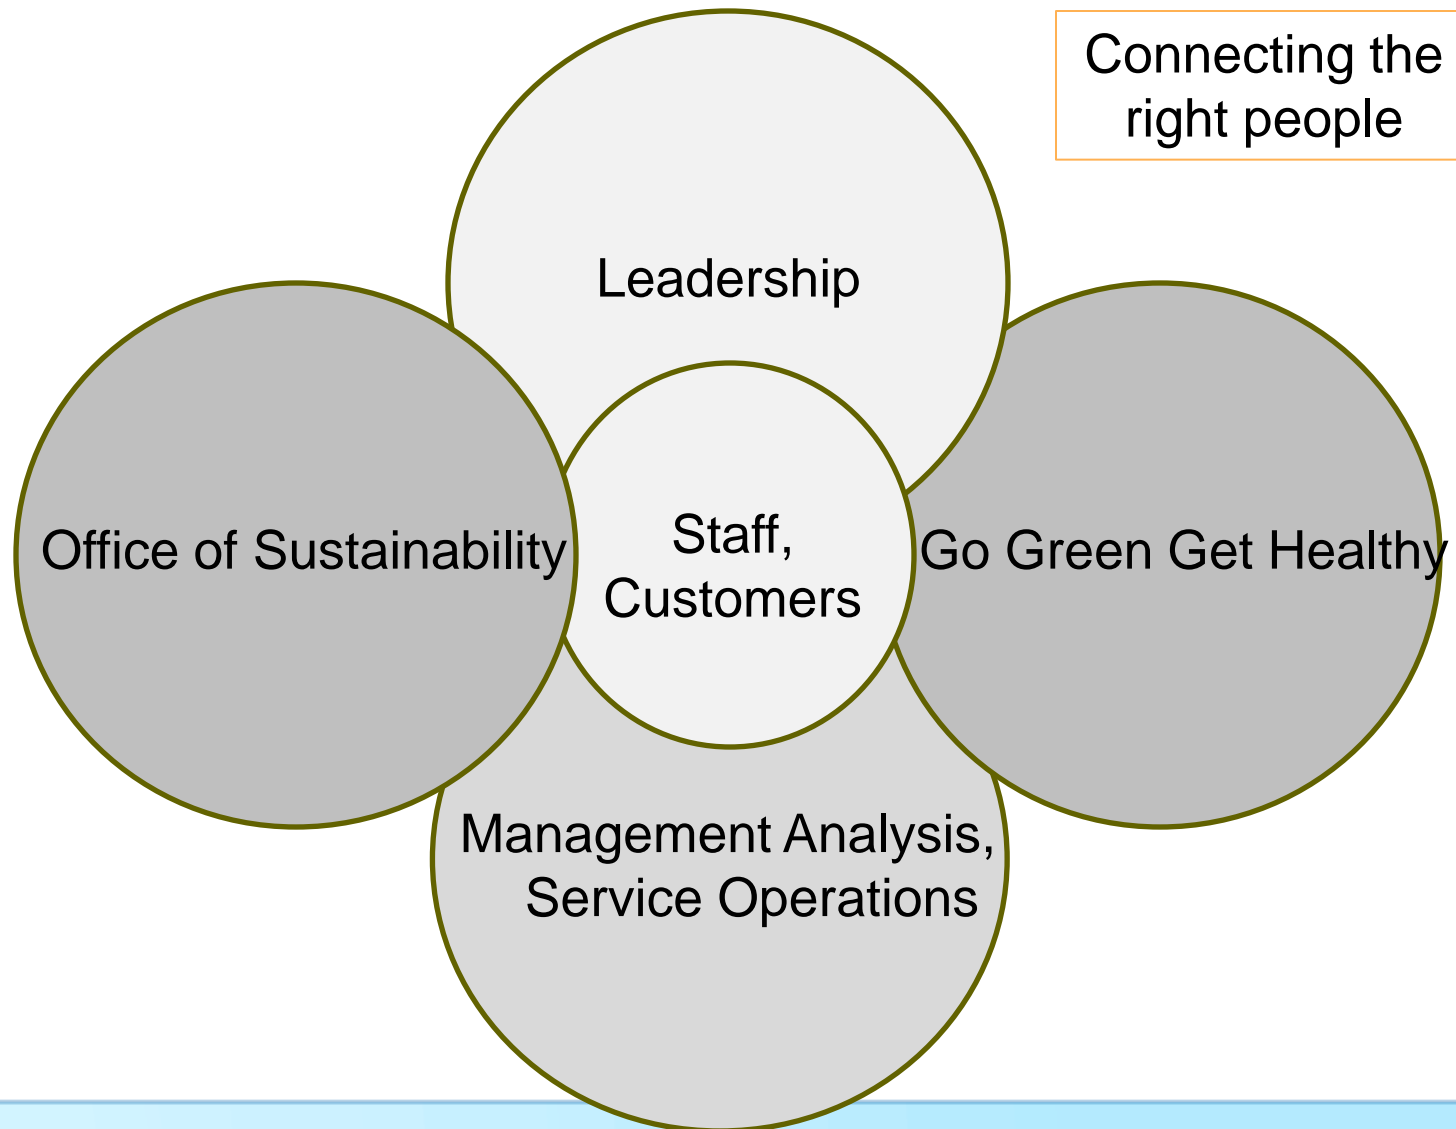 Connecting the
right people
Leadership
Office of Sustainability
Staff,
Customers
Go Green Get Healthy
Management Analysis,
Service Operations